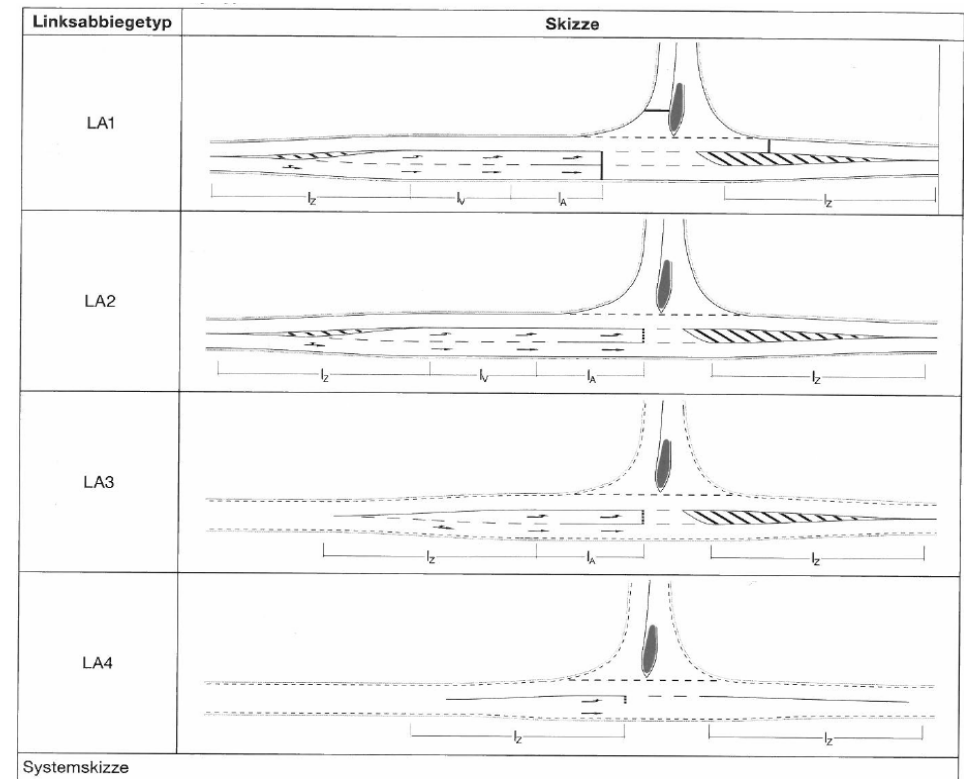 Linksabbiegetyp Skizze
LA1
lZ lV lA lZ
LA2
lZ lV lA lZ
LA3
lZ lA lZ
LA4
lZ lZ
Systemskizze